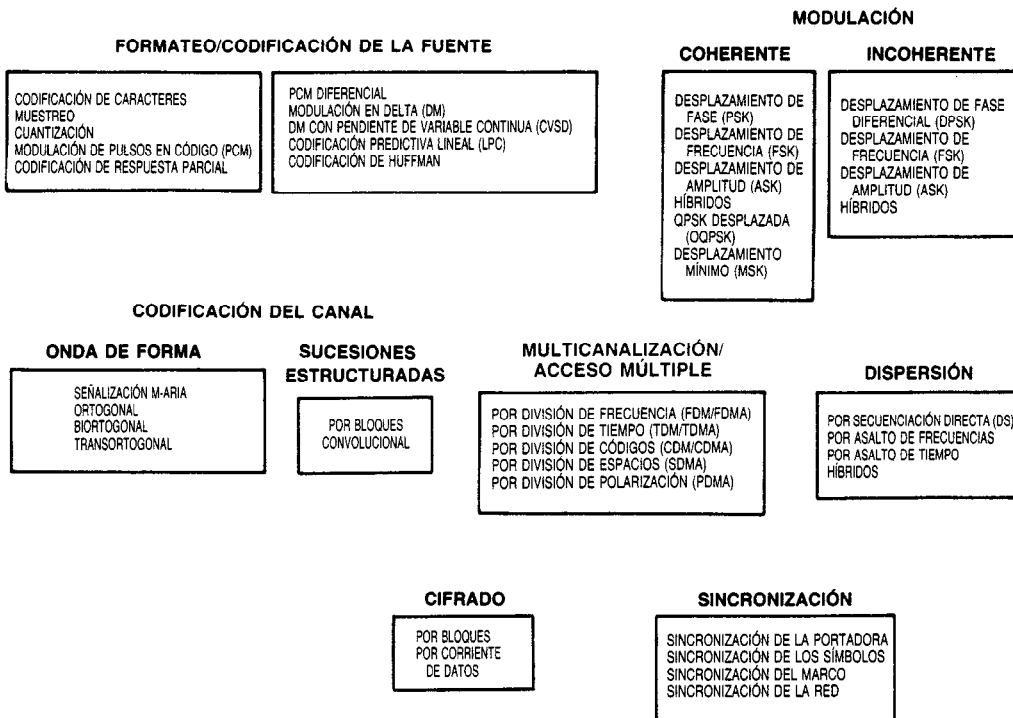 FORMATEO/CODIFICACIÓN DE LA FUENTE
CODIFICACIÓN DE CARACTERES
MUESTREO
CUANTIZACIÓN
MODULACIÓN DE PULSOS EN CÓDIGO (PCM)
CODIFICACIÓN DE RESPUESTA PARCIAL
PCM DIFERENCIAL
MODULACIÓN EN DELTA (DM)
DM CON PENDIENTE DE VARIABLE CONTINUA (CVSD)
CODIFICACIÓN PREDICTIVA LINEAL (LPC)
CODIFICACIÓN DE HUFFMAN
MODULACIÓN
COHERENTE
DESPLAZAMIENTO DE
FASE (PSK)
DESPLAZAMIENTO DE
FRECUENCIA (FSK)
DESPLAZAMIENTO DE
AMPLITUD (ASK)
HÍBRIDOS
QPSK DESPLAZADA
(OQPSK)
DESPLAZAMIENTO
MÍNIMO (MSK)
INCOHERENTE
DESPLAZAMIENTO DE FASE
DIFERENCIAL (DPSK)
DESPLAZAMIENTO DE
FRECUENCIA (FSK)
DESPLAZAMIENTO DE
AMPLITUD (ASK)
HÍBRIDOS
CODIFICACIÓN DEL CANAL
ONDA DE FORMA
SEÑALIZACIÓN M-ARIA
ORTOGONAL
BIORTOGONAL
TRANSORTOGONAL
SUCESIONES
ESTRUCTURADAS
POR BLOQUES
CONVOLUCIONAL
MULTICANALIZACIÓN/
ACCESO MÚLTIPLE
POR DIVISIÓN DE FRECUENCIA (FDM/FDMA)
POR DIVISIÓN DE TIEMPO (TDM/TDMA)
POR DIVISIÓN DE CÓDIGOS (CDM/CDMA)
POR DIVISIÓN DE ESPACIOS (SDMA)
POR DIVISIÓN DE POLARIZACIÓN (PDMA)
DISPERSIÓN
POR SECUENCIACIÓN DIRECTA (DS)
POR ASALTO DE FRECUENCIAS
POR ASALTO DE TIEMPO
HÍBRIDOS
CIFRADO
POR BLOQUES
POR CORRIENTE
DE DATOS
SINCRONIZACIÓN
SINCRONIZACIÓN DE LA PORTADORA
SINCRONIZACIÓN DE LOS SÍMBOLOS
SINCRONIZACIÓN DEL MARCO
SINCRONIZACIÓN DE LA RED